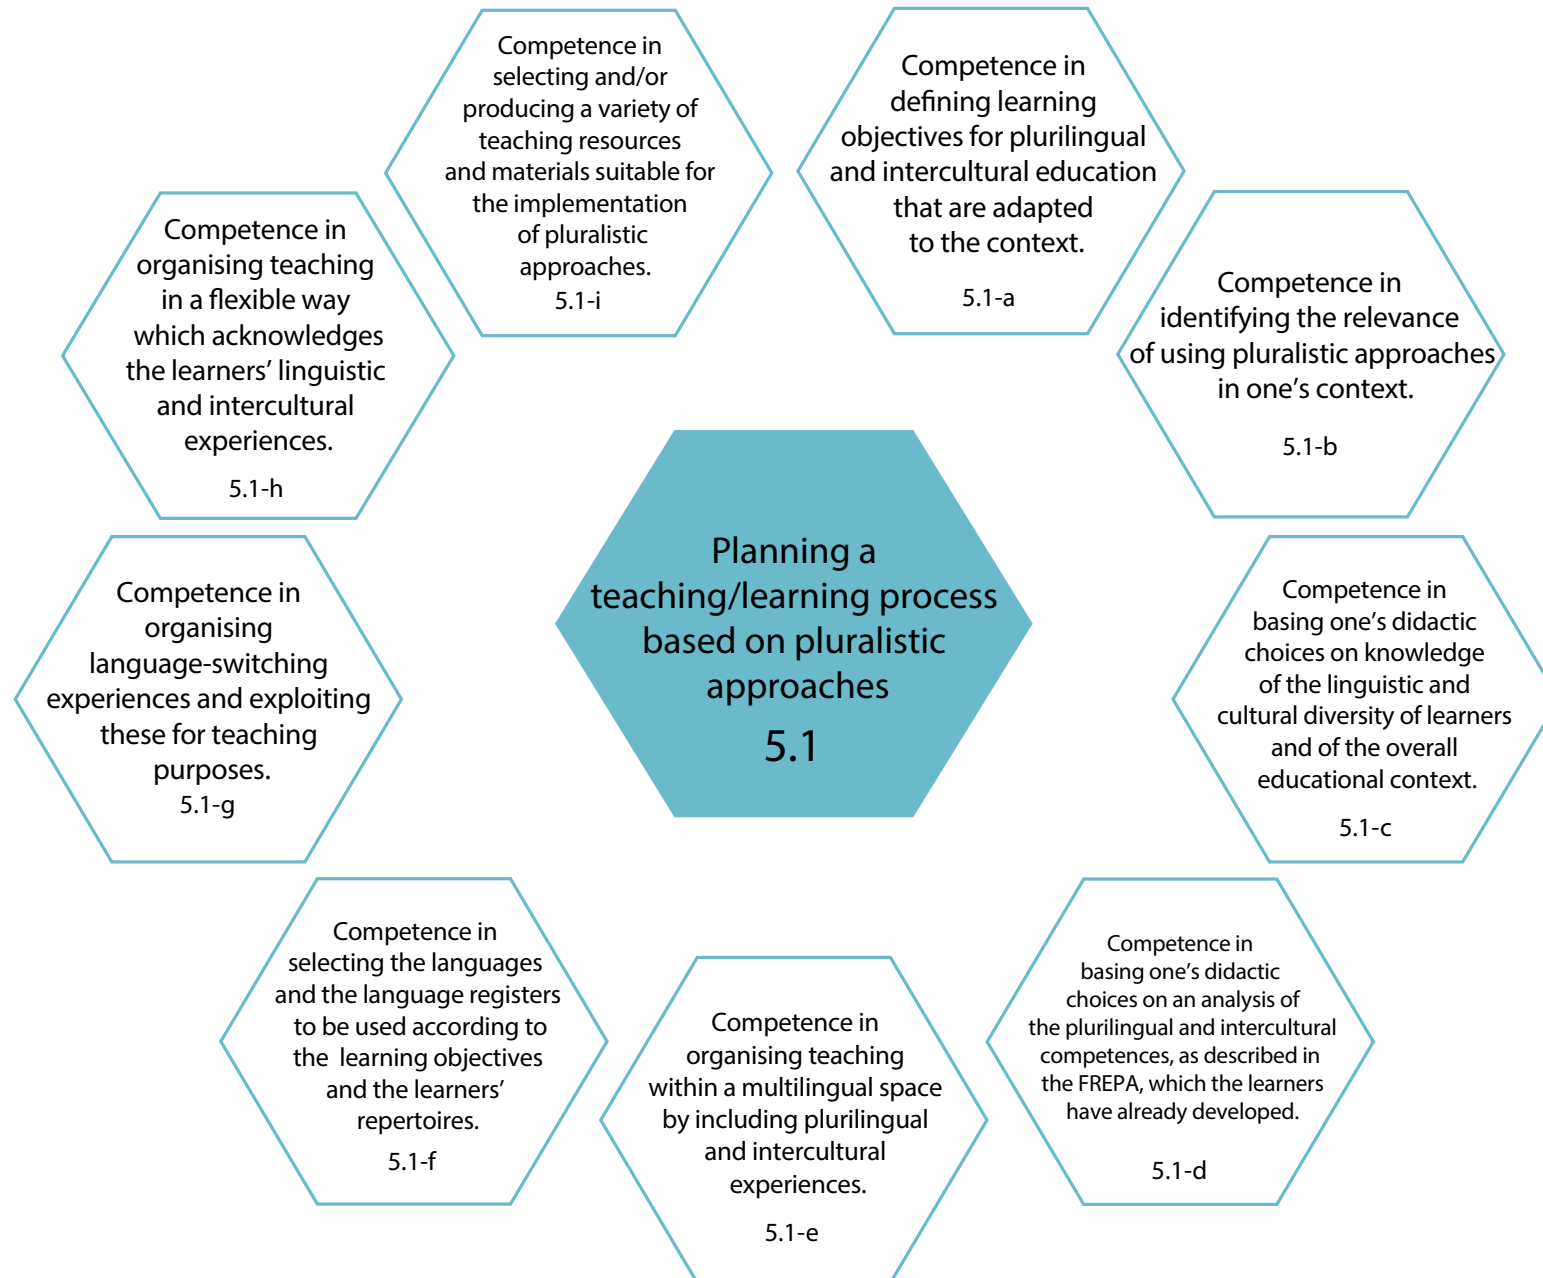 Planning a
teaching/learning process
based on pluralistic
approaches
5.1
Competence in
defining learning
objectives for plurilingual
and intercultural education
that are adapted
to the context.
5.1-a
Competence in
identifying the relevance
of using pluralistic approaches
in one’s context.
5.1-b
Competence in
basing one’s didactic
choices on knowledge
of the linguistic and
cultural diversity of learners
and of the overall
educational context.
5.1-c
Competence in
basing one’s didactic
choices on an analysis of
the plurilingual and intercultural
competences, as described in
the FREPA, which the learners
have already developed.
5.1-d
Competence in
organising teaching
within a multilingual space
by including plurilingual
and intercultural
experiences.
5.1-e
Competence in
selecting the languages
and the language registers
to be used according to
the learning objectives
and the learners’
repertoires.
5.1-f
Competence in
organising
language-switching
experiences and exploiting
these for teaching
purposes.
5.1-g
Competence in
organising teaching
in a flexible way
which acknowledges
the learners’ linguistic
and intercultural
experiences.
5.1-h
Competence in
selecting and/or
producing a variety of
teaching resources
and materials suitable for
the implementation
of pluralistic
approaches.
5.1-i